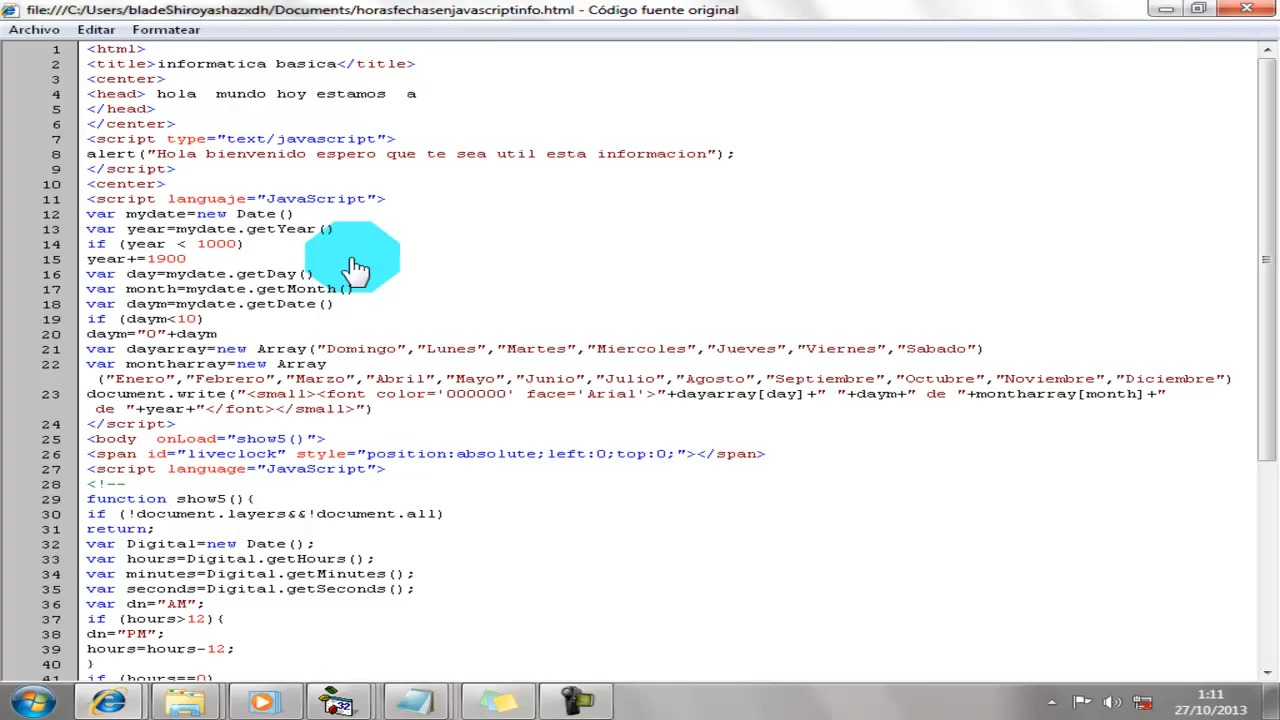 file:///C:/Users/bladeShiroyashazxdh/Documents/horasfechasenjavascriptinfo.html - Código fuente original
Archivo Editar Formatear
1 <html>
2 <title>informatica basica</title>
3 <center>
4 <head> hola  mundo hoy estamos  a
5 </head>
6 </center>
7 <script type="text/javascript">
8 alert("Hola bienvenido espero que te sea util esta informacion");
9 </script>
10 <center>
11 <script languaje="JavaScript">
12 var mydate=new Date()
13 var year=mydate.getYear()
14 if (year < 1000)
15 year+=1900
16 var day=mydate.getDay()
17 var month=mydate.getMonth()
18 var daym=mydate.getDate()
19 if (daym<10)
20 daym="0"+daym
21 var dayarray=new Array("Domingo","Lunes","Martes","Miercoles","Jueves","Viernes","Sabado")
22 var montharray=new Array
("Enero","Febrero","Marzo","Abril","Mayo","Junio","Julio","Agosto","Septiembre","Octubre","Noviembre","Diciembre")
23 document.write("<small><font color='000000' face='Arial'>"+dayarray[day]+" "+daym+" de "+montharray[month]+"
de "+year+"</font></small>")
24 </script>
25 <body  onLoad="show5()">
26 <span id="liveclock" style="position:absolute;left:0;top:0;"></span>
27 <script language="JavaScript">
28 <!--
29 function show5(){
30 if (!document.layers&&!document.all)
31 return;
32 var Digital=new Date();
33 var hours=Digital.getHours();
34 var minutes=Digital.getMinutes();
35 var seconds=Digital.getSeconds();
36 var dn="AM";
37 if (hours>12){
38 dn="PM";
39 hours=hours-12;
40 }
41 if (hours==0)
32
1:11
27/10/2013